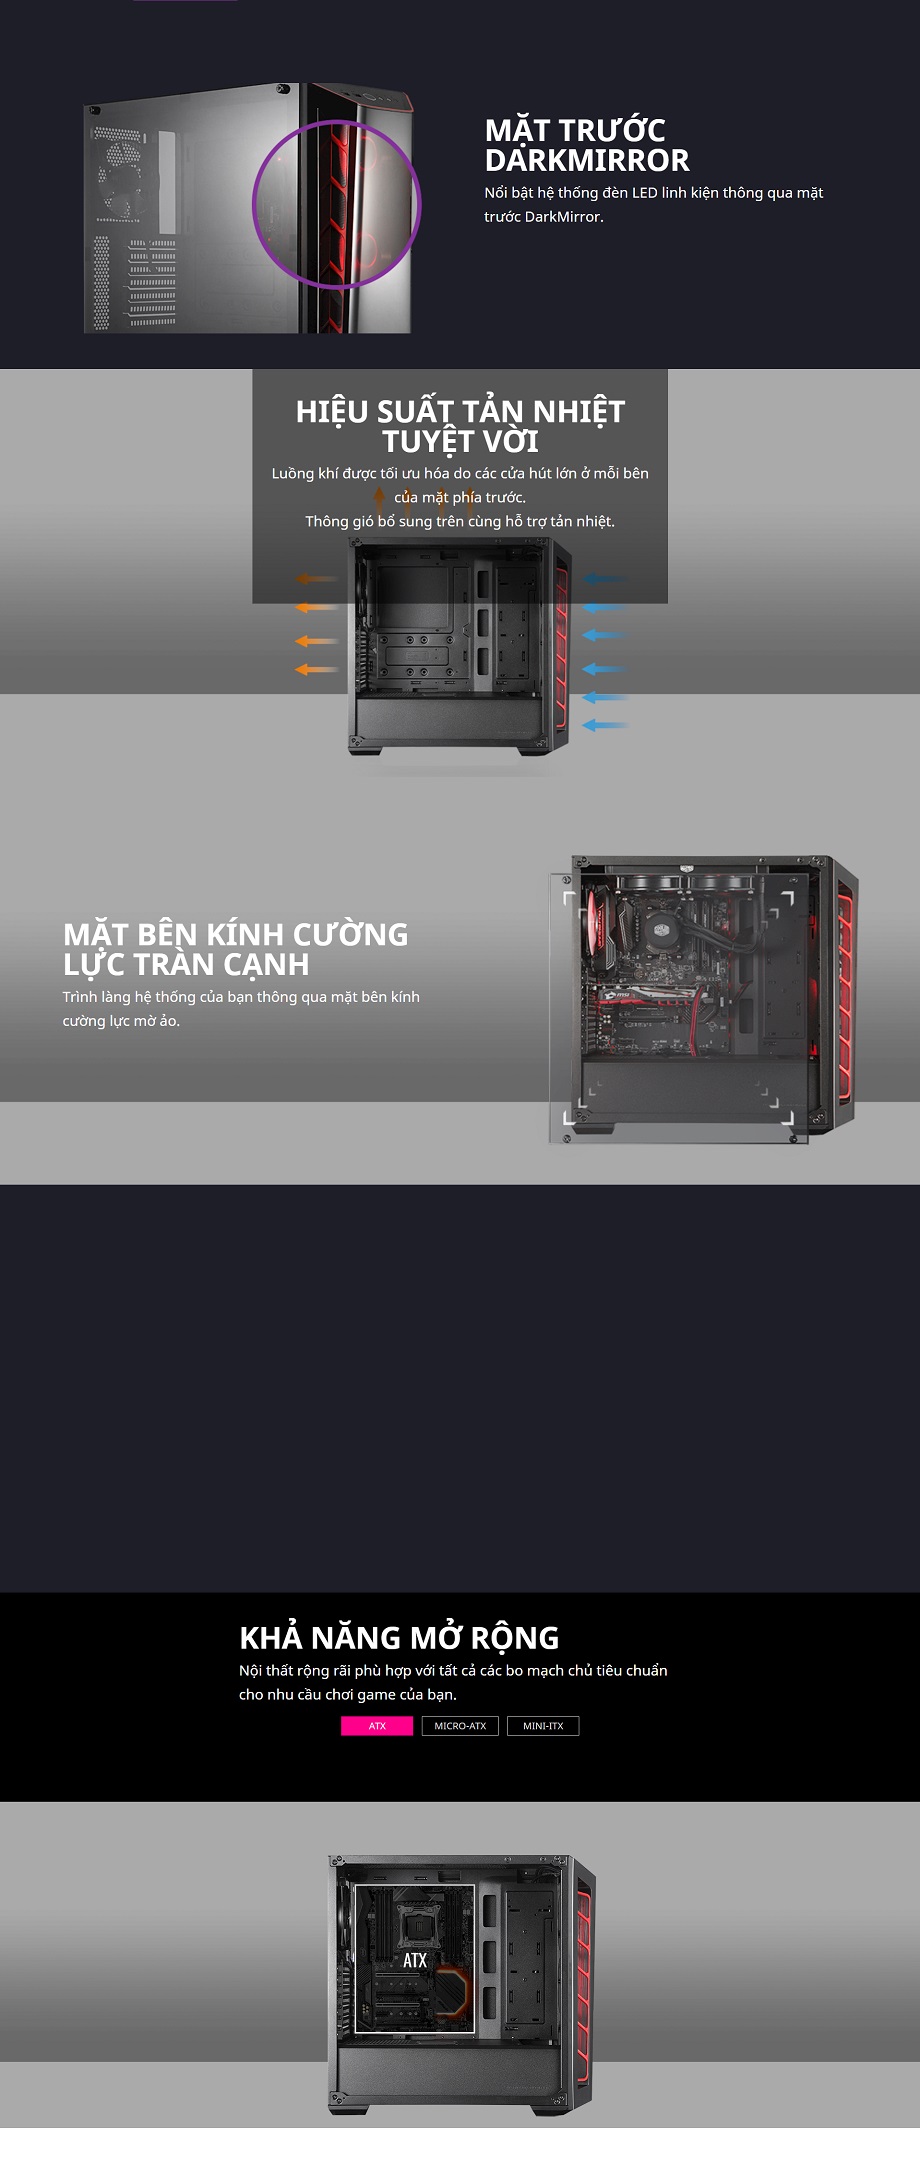 MẶT TRƯỚC
DARKMIRROR
Nổi bật hệ thống đèn LED linh kiện thông qua mặt
trước DarkMirror.
HIỆU SUẤT TẢN NHIỆT
TUYỆT VỜI
Luồng khí được tối ưu hóa do các cửa hút lớn ở mỗi bên
của mặt phía trước.
Thông gió bổ sung trên cùng hỗ trợ tản nhiệt.
MẶT BÊN KÍNH CƯỜNG
LỰC TRÀN CẠNH
Trình làng hệ thống của bạn thông qua mặt bên kính
cường lực mờ ảo.
msi
KHẢ NĂNG MỞ RỘNG
Nội thất rộng rãi phù hợp với tất cả các bo mạch chủ tiêu chuẩn
cho nhu cầu chơi game của bạn.
ATX MICRO-ATX MINI-ITX
ATX